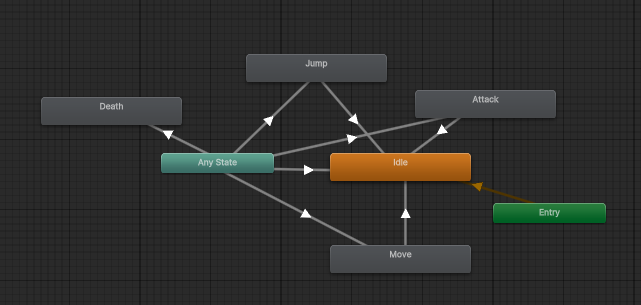 Jump
Death
Attack
Any State
Idle
Entry
Move